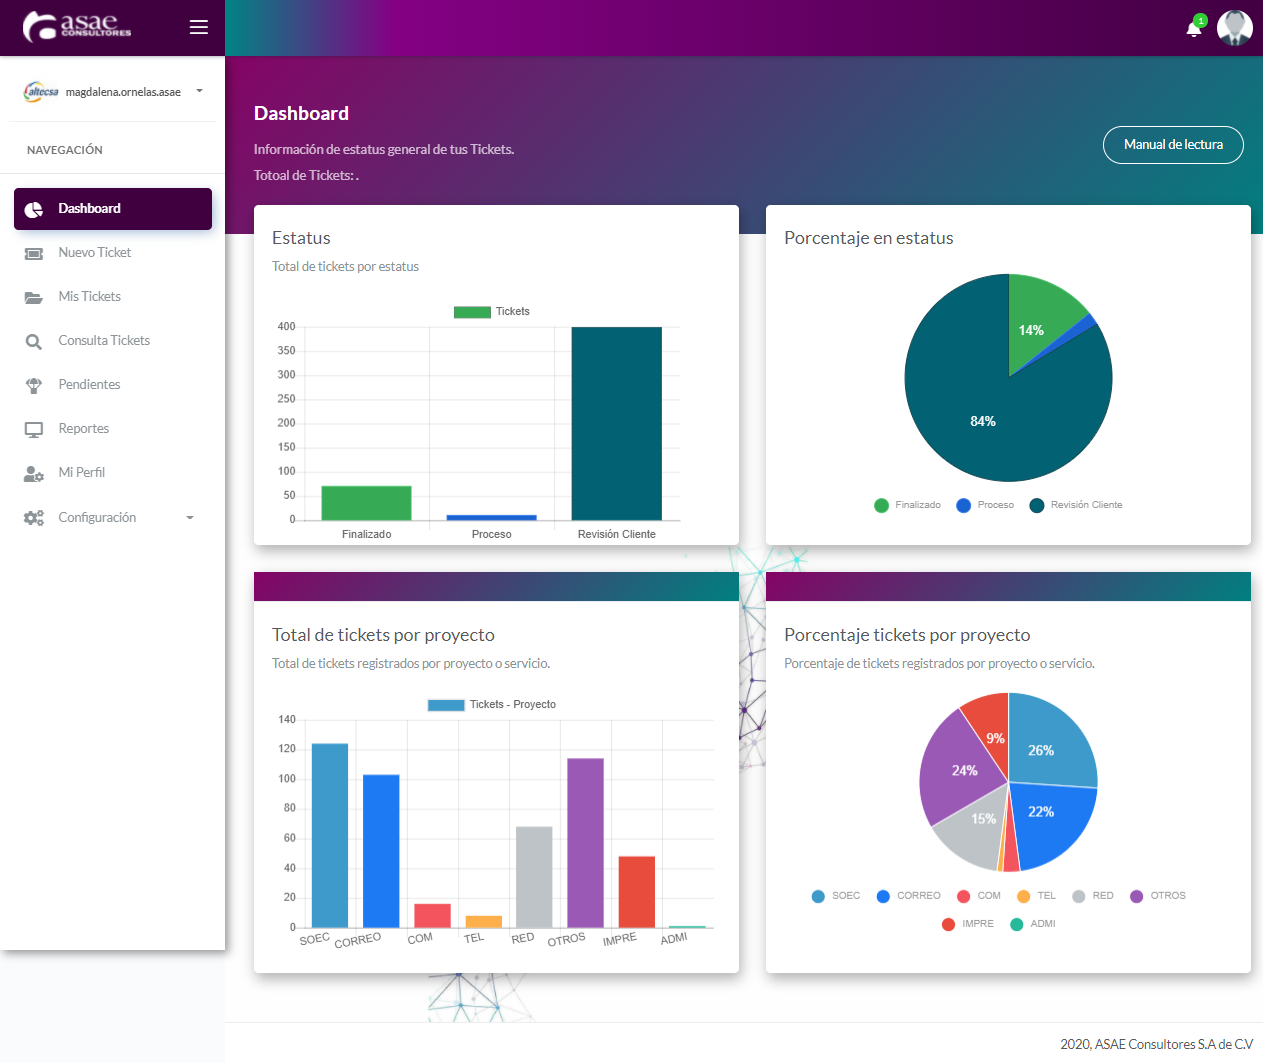 asae
CONSULTORES
1
altecsa
magdalena.ornelas.asae
NAVEGACIÓN
Dashboard
Nuevo Ticket
Mis Tickets
Consulta Tickets
Pendientes
Reportes
Mi Perfil
Configuración
Dashboard
Información de estatus general de tus Tickets.
Totoal de Tickets: .
Manual de lectura
Estatus
Total de tickets por estatus
Tickets
400
350
300
250
200
150
100
50
0
Finalizado Proceso Revisión Cliente
Porcentaje en estatus
14%
84%
Finalizado Proceso Revisión Cliente
Total de tickets por proyecto
Total de tickets registrados por proyecto o servicio.
Tickets - Proyecto
140
120
100
80
60
40
20
0
SOEC CORREO COM TEL RED OTROS IMPRE ADMI
Porcentaje tickets por proyecto
Porcentaje de tickets registrados por proyecto o servicio.
9% 26%
24%
15% 22%
SOEC CORREO COM TEL RED OTROS
IMPRE ADMI
2020, ASAE Consultores S.A de C.V